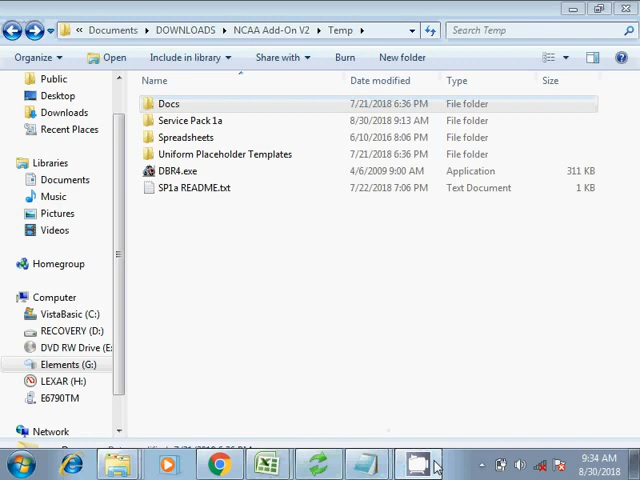 « Documents ▸ DOWNLOADS ▸ NCAA Add-On V2 ▸ Temp ▸
Search Temp
Organize Open Include in library Share with Burn New folder
Name Date modified Type Size
Public
Desktop
Downloads
Recent Places
Libraries
Documents
Music
Pictures
Videos
Homegroup
Computer
VistaBasic (C:)
RECOVERY (D:)
DVD RW Drive (E:
Elements (G:)
LEXAR (H:)
E6790TM
Network
Docs 7/21/2018 6:36 PM File folder
Service Pack 1a 8/30/2018 9:13 AM File folder
Spreadsheets 6/10/2016 8:06 PM File folder
Uniform Placeholder Templates 7/21/2018 6:36 PM File folder
DBR4.exe 4/6/2009 9:00 AM Application 311 KB
SP1a README.txt 7/22/2018 7:06 PM Text Document 1 KB
9:34 AM
8/30/2018